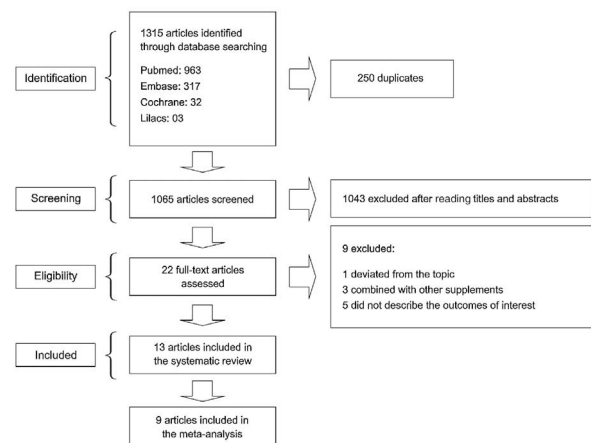 1315 articles identified
through database searching
Pubmed: 963
Embase: 317
Cochrane: 32
Lilacs: 03
Identification
250 duplicates
Screening
1065 articles screened
1043 excluded after reading titles and abstracts
Eligibility
22 full-text articles
assessed
9 excluded:
1 deviated from the topic
3 combined with other supplements
5 did not describe the outcomes of interest
Included
13 articles included in
the systematic review
9 articles included in
the meta-analysis